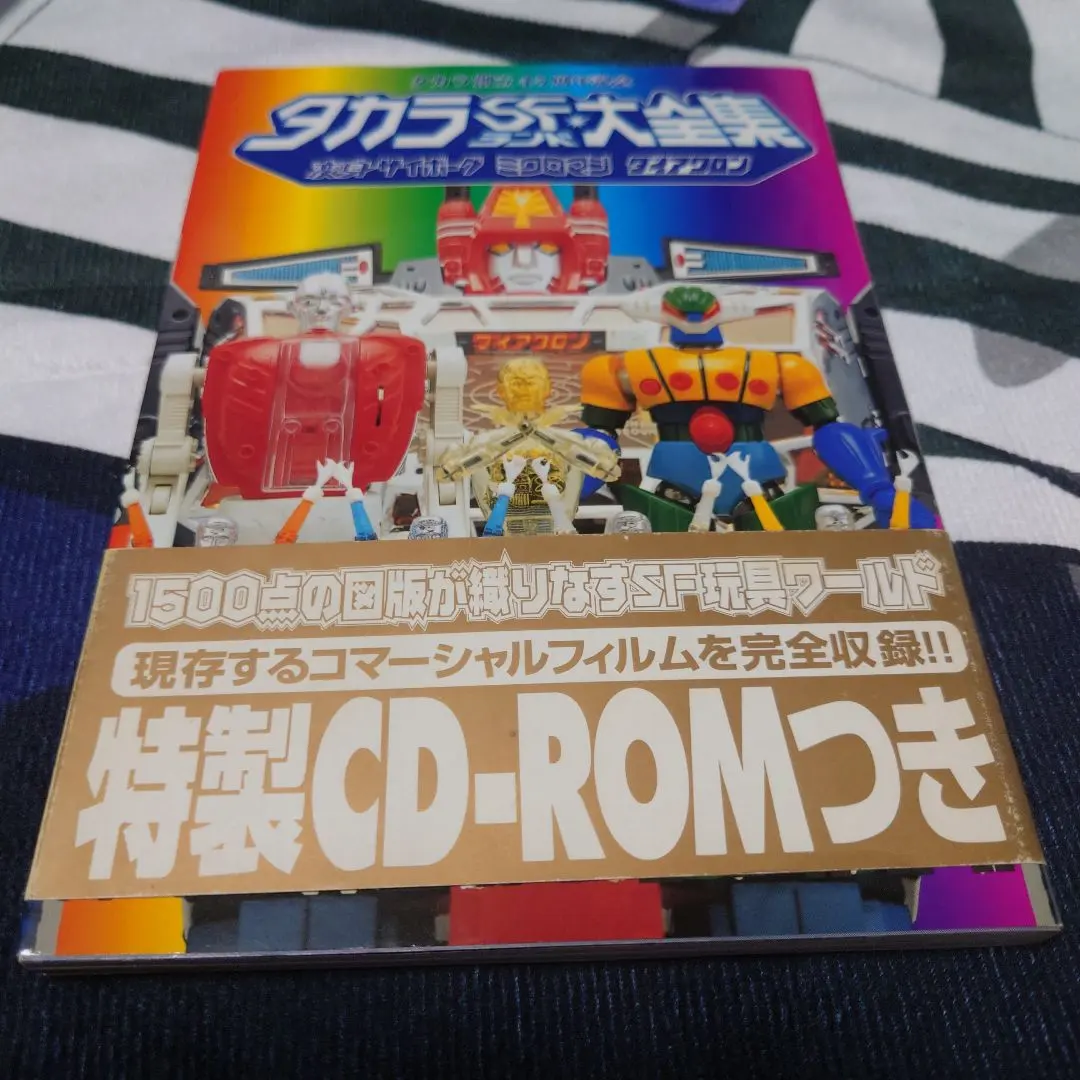 タカラSFランド大全集
変身サイボーグ ミクロマン ダイアクロン
ダイアクロン
1500点の図版が織りなすSF玩具ワールド
現存するコマーシャルフィルムを完全収録!!
特製CD-ROMつき